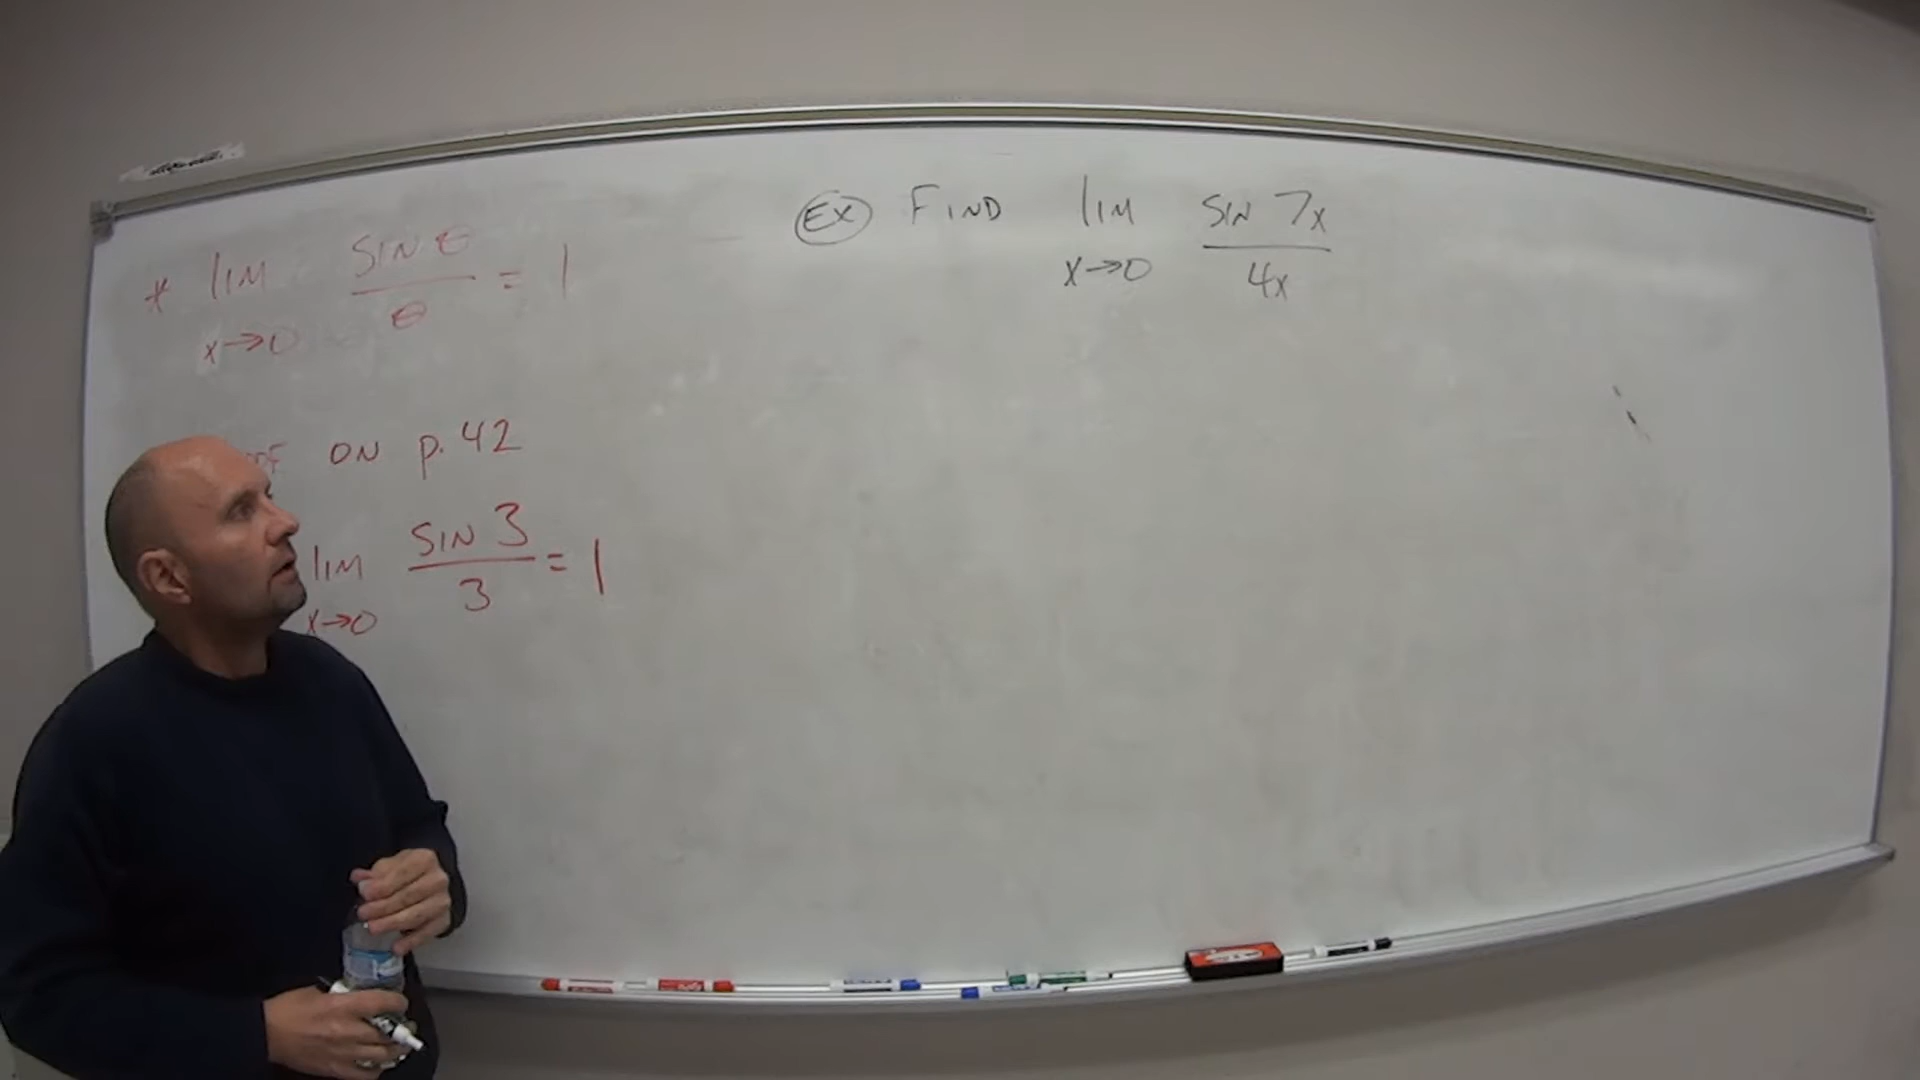 * lim sin θ / θ = 1
x→0
ON p. 42
lim sin 3 / 3 = 1
x→0
EX FIND lim sin 7x / 4x
x→0